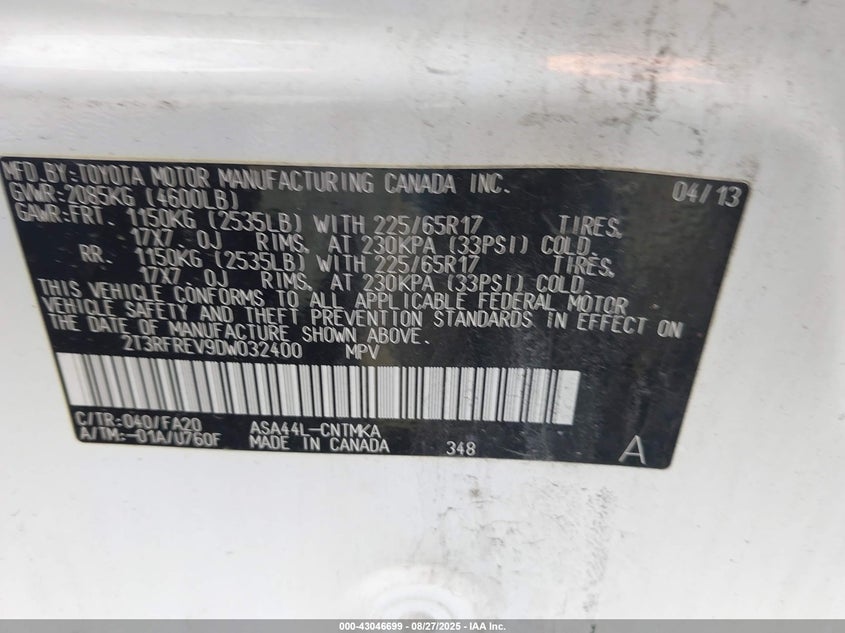 MFD.BY:TOYOTA MOTOR MANUFACTURING CANADA INC. 04/13
GVWR:2085KG (4600LB)
GAWR:FRT. 1150KG (2535LB) WITH 225/65R17 TIRES,
17X7.0J RIMS, AT 230KPA (33PSI) COLD.
RR. 1150KG (2535LB) WITH 225/65R17 TIRES,
17X7.0J RIMS, AT 230KPA (33PSI) COLD.
THIS VEHICLE CONFORMS TO ALL APPLICABLE FEDERAL MOTOR
VEHICLE SAFETY AND THEFT PREVENTION STANDARDS IN EFFECT ON
THE DATE OF MANUFACTURE SHOWN ABOVE.
2T3RFREV9DW032400 MPV
C/TR:040/FA20 ASA44L-CNTMKA
A/TM:-01A/U760F MADE IN CANADA 348 A
000-43046699 | 08/27/2025 | IAA Inc.